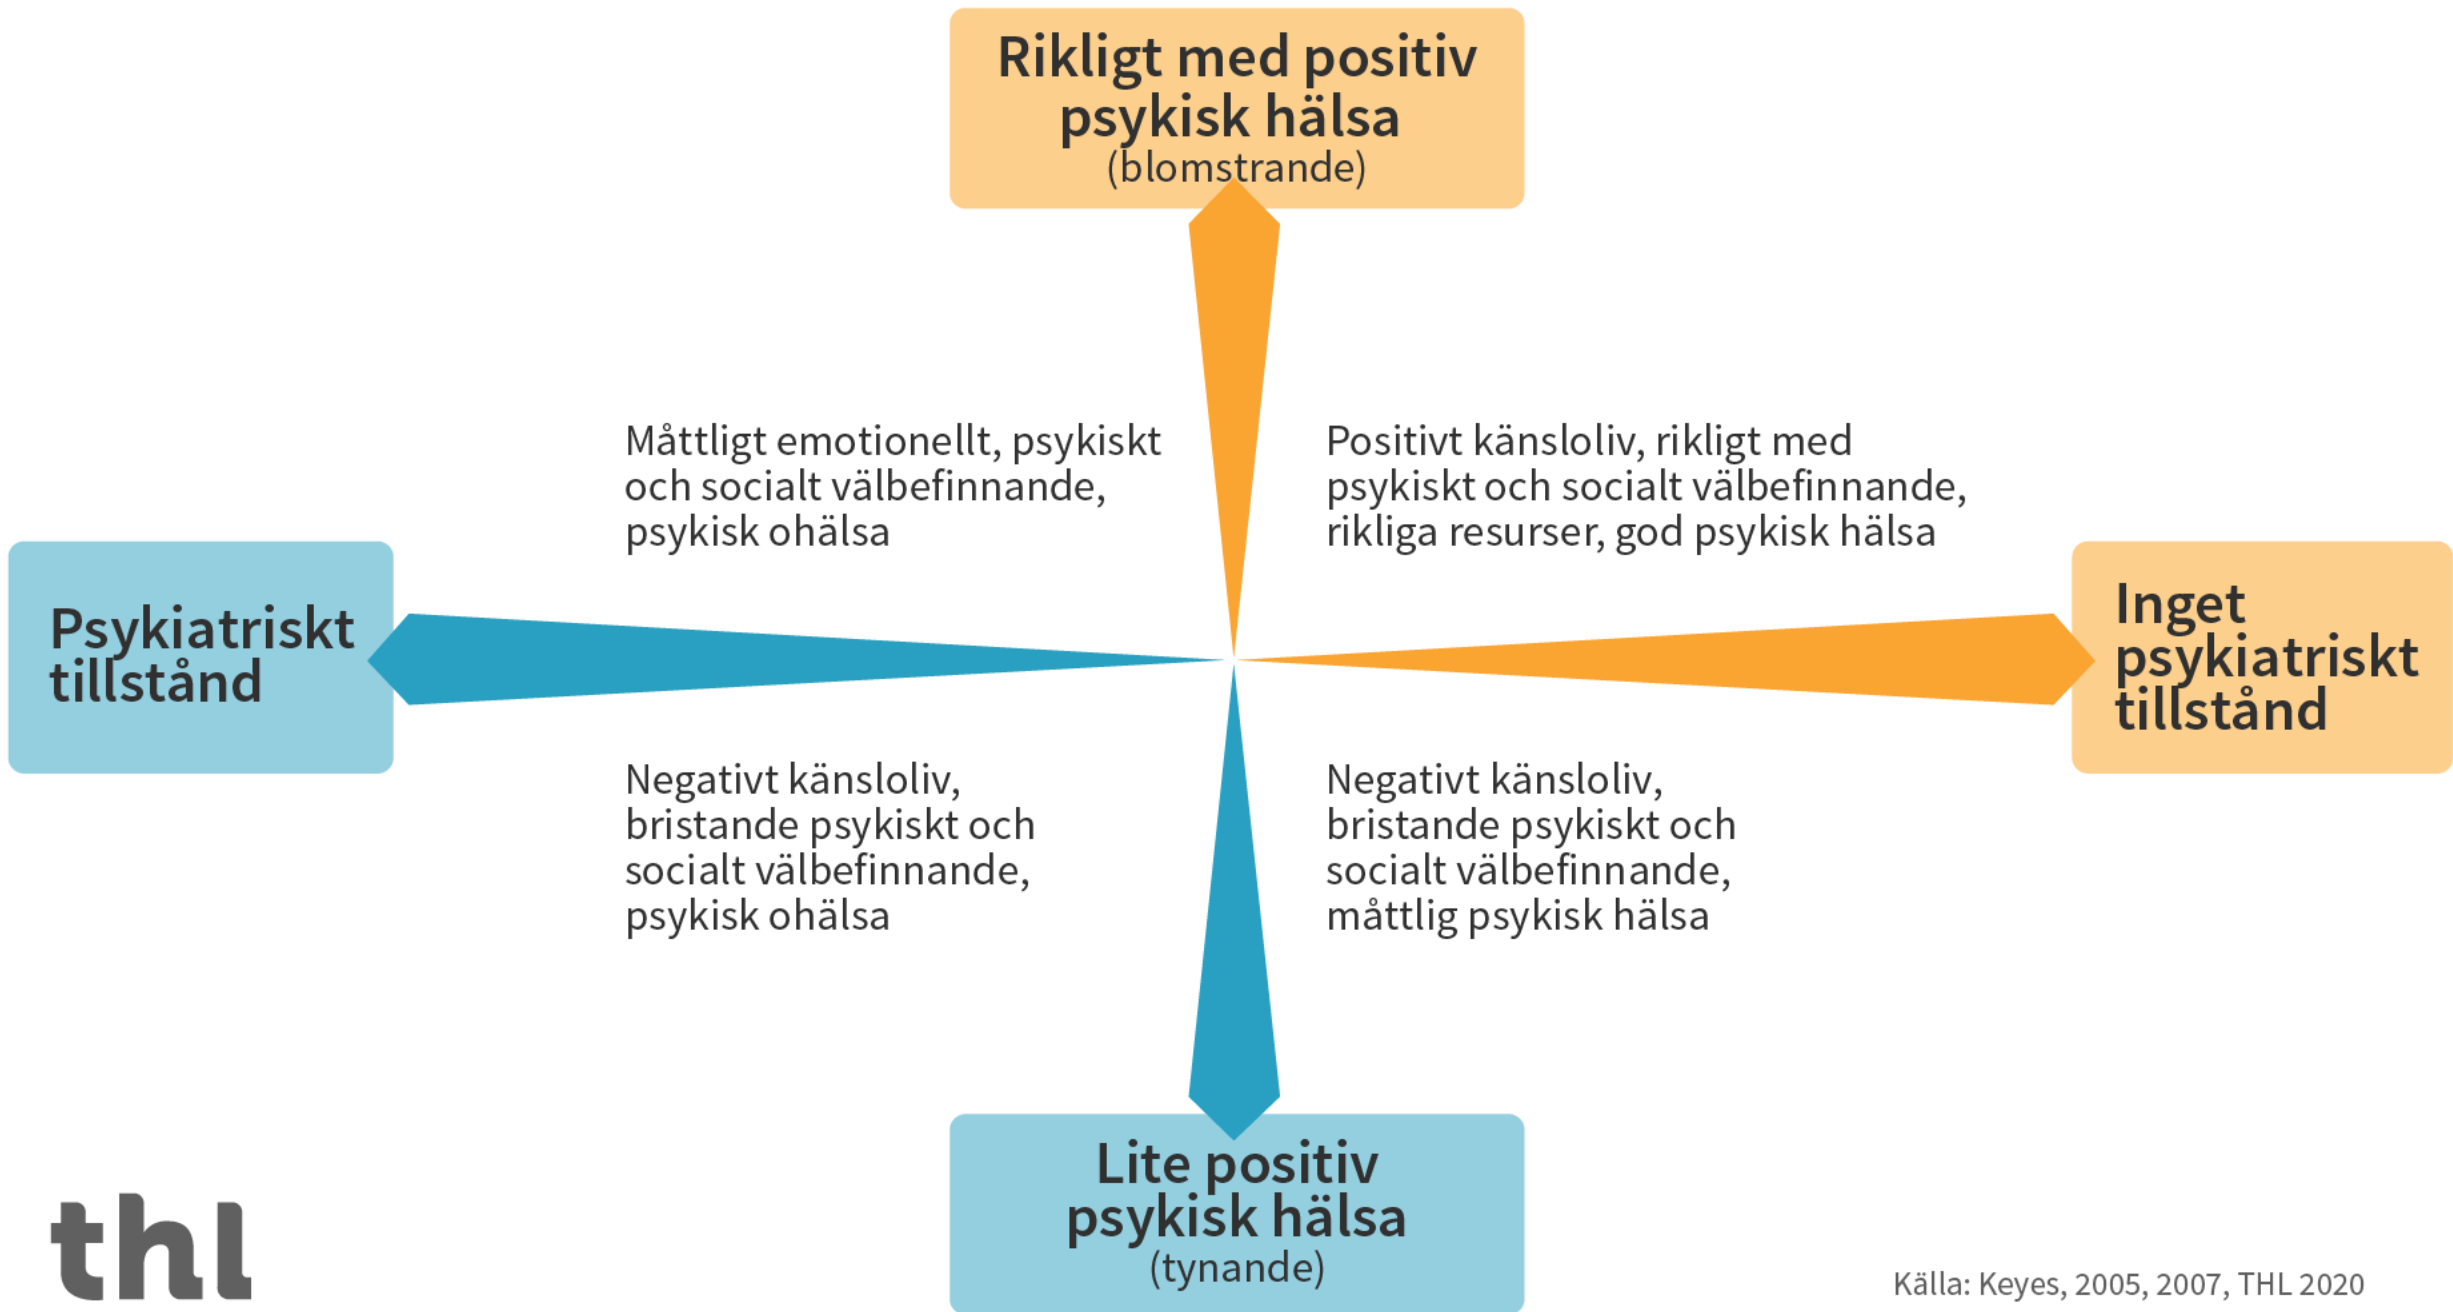 Rikligt med positiv
psykisk hälsa
(blomstrande)
Måttligt emotionellt, psykiskt
och socialt välbefinnande,
psykisk ohälsa
Positivt känsloliv, rikligt med
psykiskt och socialt välbefinnande,
rikliga resurser, god psykisk hälsa
Psykiatriskt
tillstånd
Inget
psykiatriskt
tillstånd
Negativt känsloliv,
bristande psykiskt och
socialt välbefinnande,
psykisk ohälsa
Negativt känsloliv,
bristande psykiskt och
socialt välbefinnande,
måttlig psykisk hälsa
Lite positiv
psykisk hälsa
(tynande)
thl
Källa: Keyes, 2005, 2007, THL 2020